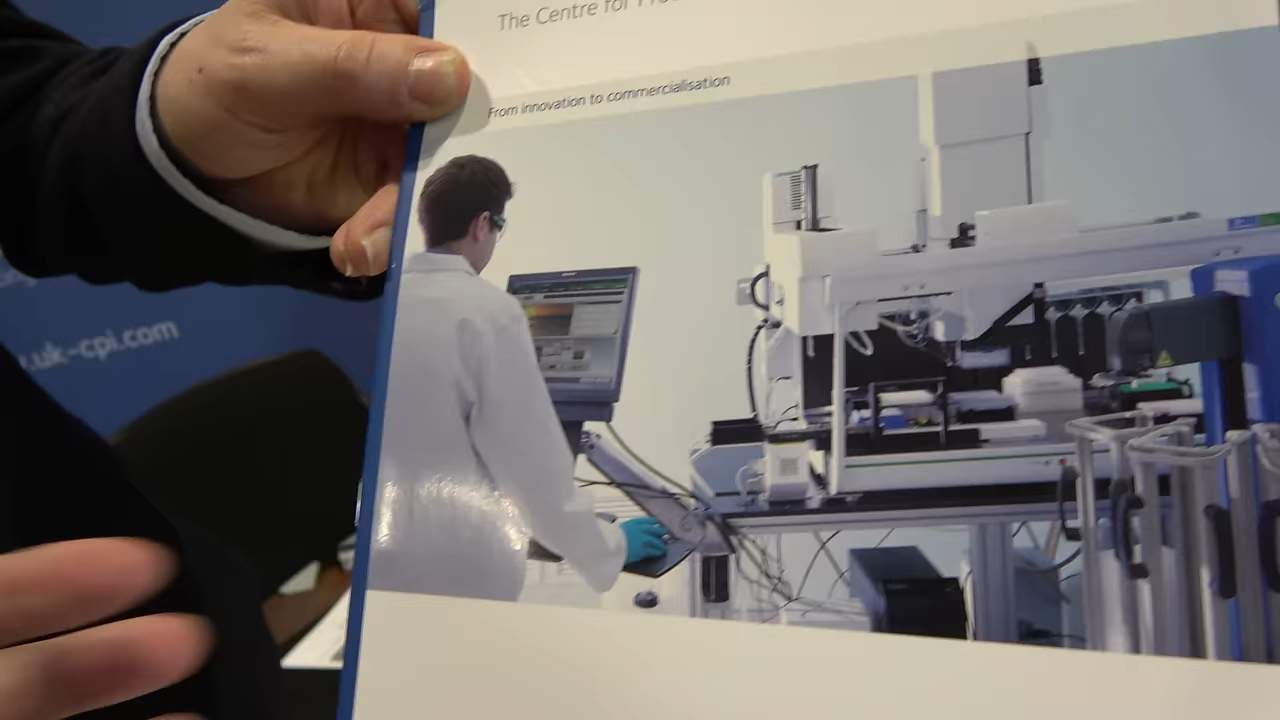 The Centre for
From innovation to commercialisation
.uk-cpi.com